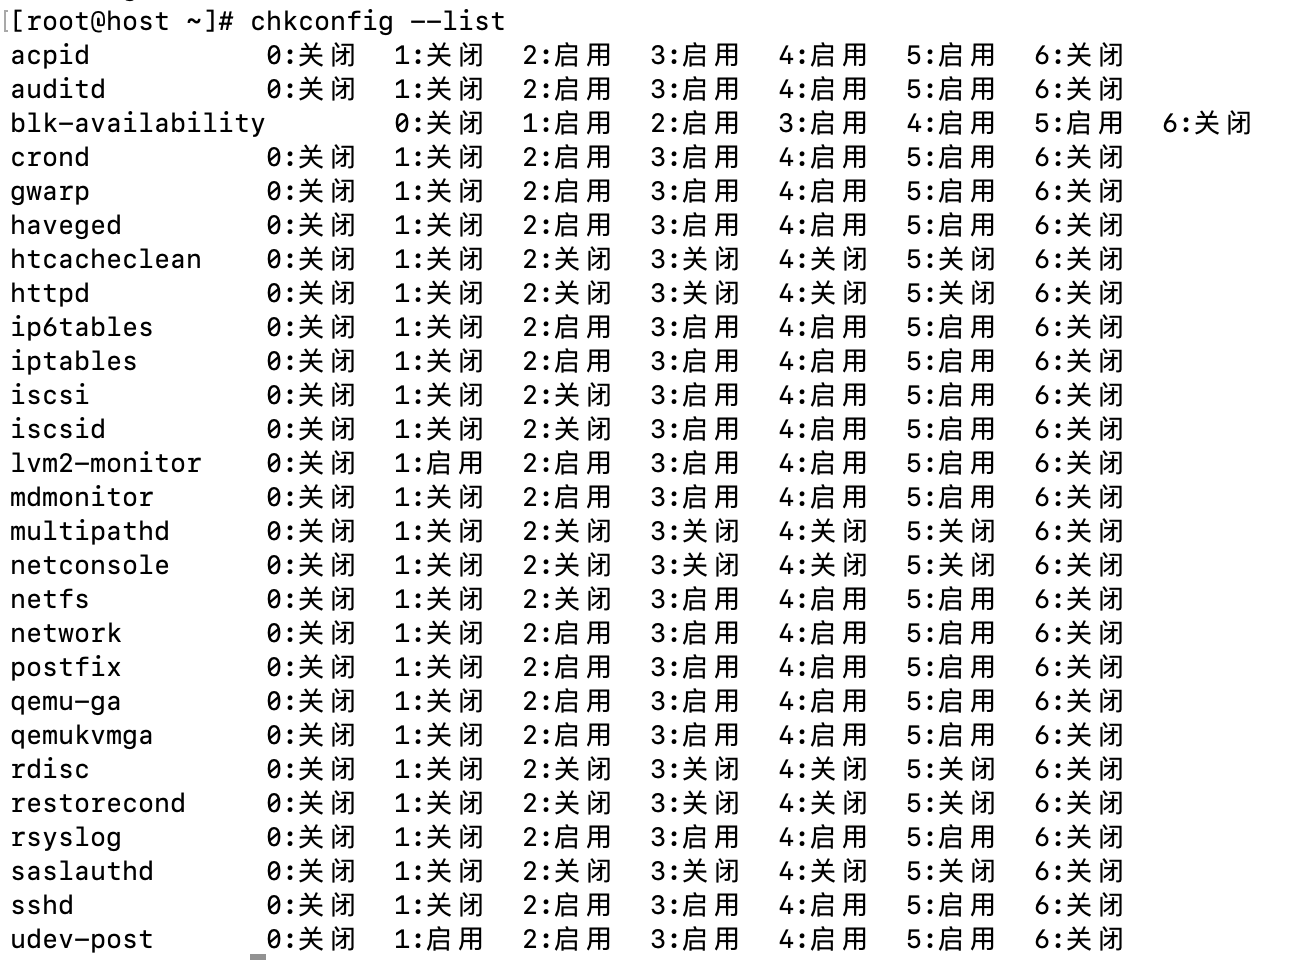 [[root@host ~]# chkconfig --list
acpid 0:关闭 1:关闭 2:启用 3:启用 4:启用 5:启用 6:关闭
auditd 0:关闭 1:关闭 2:启用 3:启用 4:启用 5:启用 6:关闭
blk-availability 0:关闭 1:启用 2:启用 3:启用 4:启用 5:启用 6:关闭
crond 0:关闭 1:关闭 2:启用 3:启用 4:启用 5:启用 6:关闭
gwarp 0:关闭 1:关闭 2:启用 3:启用 4:启用 5:启用 6:关闭
haveged 0:关闭 1:关闭 2:启用 3:启用 4:启用 5:启用 6:关闭
htcacheclean 0:关闭 1:关闭 2:关闭 3:关闭 4:关闭 5:关闭 6:关闭
httpd 0:关闭 1:关闭 2:关闭 3:关闭 4:关闭 5:关闭 6:关闭
ip6tables 0:关闭 1:关闭 2:启用 3:启用 4:启用 5:启用 6:关闭
iptables 0:关闭 1:关闭 2:启用 3:启用 4:启用 5:启用 6:关闭
iscsi 0:关闭 1:关闭 2:关闭 3:启用 4:启用 5:启用 6:关闭
iscsid 0:关闭 1:关闭 2:关闭 3:启用 4:启用 5:启用 6:关闭
lvm2-monitor 0:关闭 1:启用 2:启用 3:启用 4:启用 5:启用 6:关闭
mdmonitor 0:关闭 1:关闭 2:启用 3:启用 4:启用 5:启用 6:关闭
multipathd 0:关闭 1:关闭 2:关闭 3:关闭 4:关闭 5:关闭 6:关闭
netconsole 0:关闭 1:关闭 2:关闭 3:关闭 4:关闭 5:关闭 6:关闭
netfs 0:关闭 1:关闭 2:关闭 3:启用 4:启用 5:启用 6:关闭
network 0:关闭 1:关闭 2:启用 3:启用 4:启用 5:启用 6:关闭
postfix 0:关闭 1:关闭 2:启用 3:启用 4:启用 5:启用 6:关闭
qemu-ga 0:关闭 1:关闭 2:启用 3:启用 4:启用 5:启用 6:关闭
qemukvmga 0:关闭 1:关闭 2:启用 3:启用 4:启用 5:启用 6:关闭
rdisc 0:关闭 1:关闭 2:关闭 3:关闭 4:关闭 5:关闭 6:关闭
restorecond 0:关闭 1:关闭 2:关闭 3:关闭 4:关闭 5:关闭 6:关闭
rsyslog 0:关闭 1:关闭 2:启用 3:启用 4:启用 5:启用 6:关闭
saslauthd 0:关闭 1:关闭 2:关闭 3:关闭 4:关闭 5:关闭 6:关闭
sshd 0:关闭 1:关闭 2:启用 3:启用 4:启用 5:启用 6:关闭
udev-post 0:关闭 1:启用 2:启用 3:启用 4:启用 5:启用 6:关闭